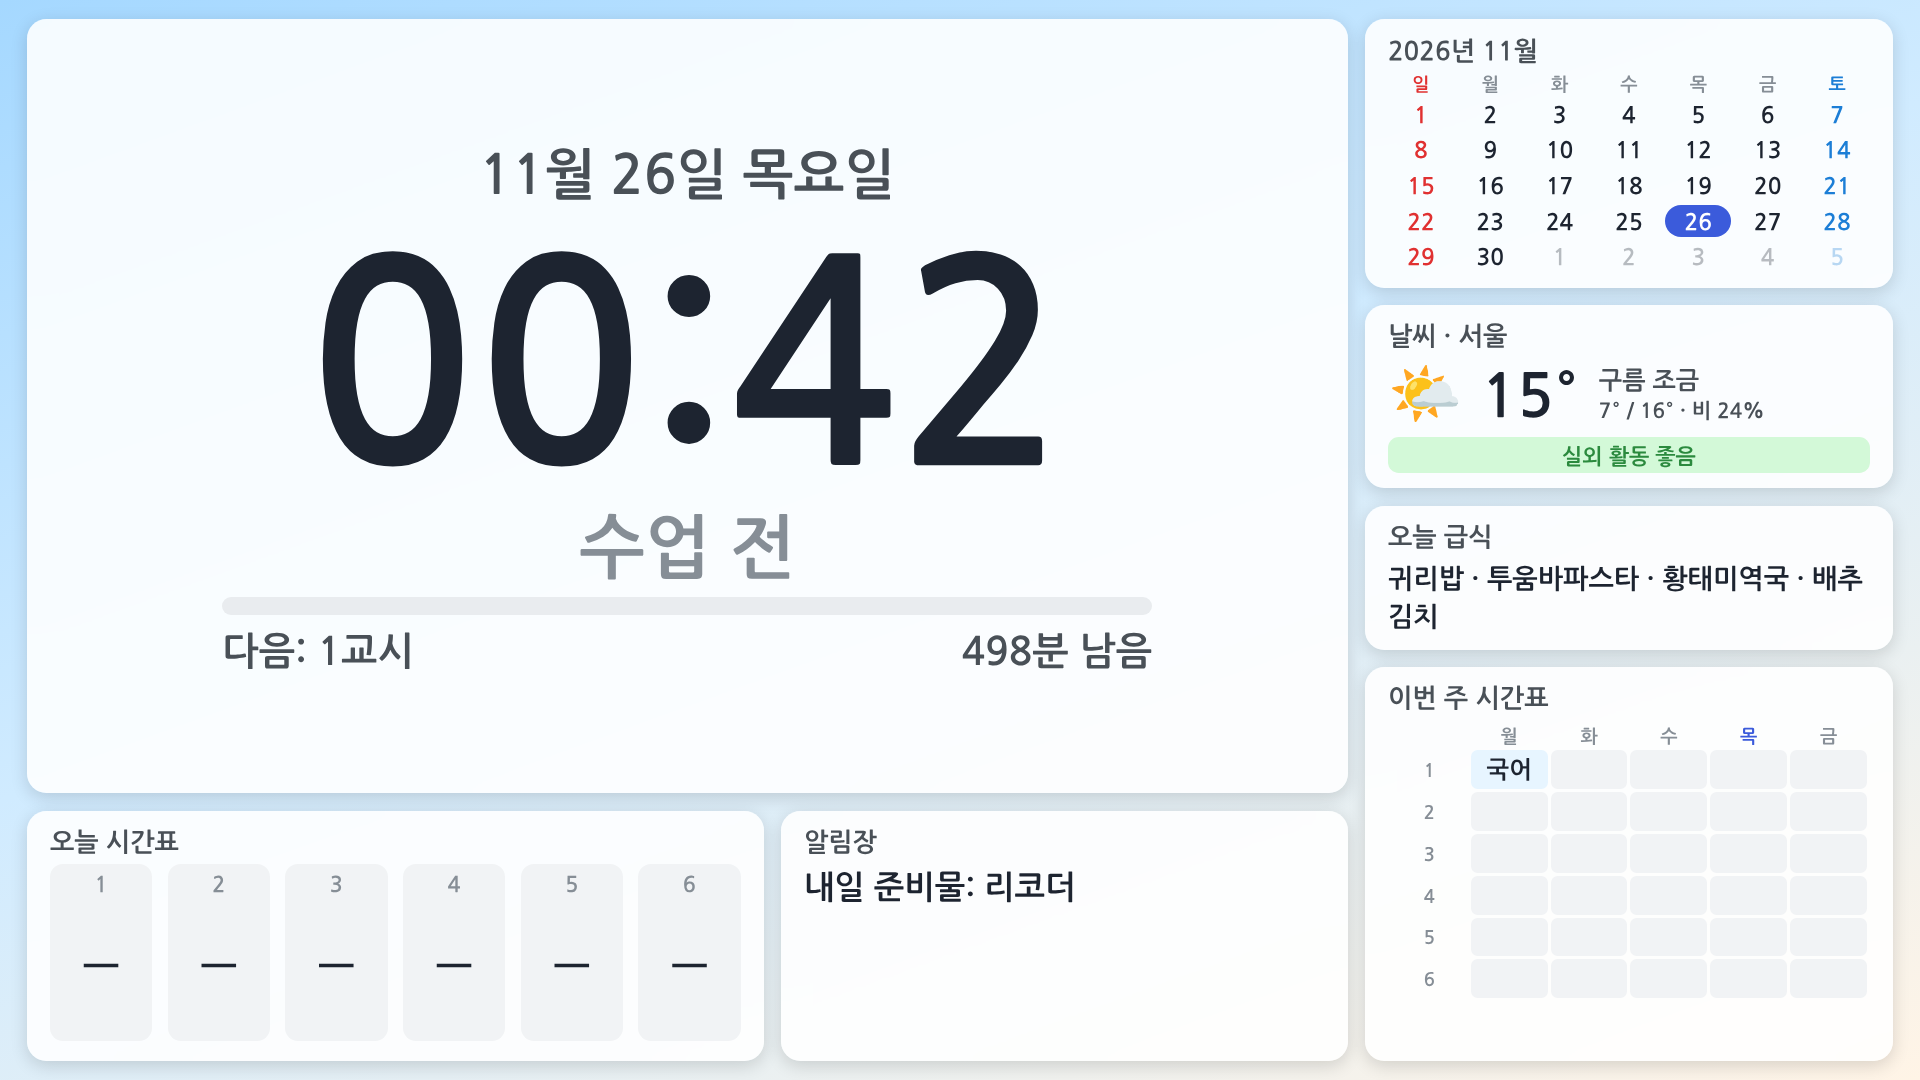 11월 26일 목요일
00:42
수업 전
다음: 1교시 498분 남음
오늘 시간표
1 2 3 4 5 6
— — — — — —
알림장
내일 준비물: 리코더
2026년 11월
일 월 화 수 목 금 토
1 2 3 4 5 6 7
8 9 10 11 12 13 14
15 16 17 18 19 20 21
22 23 24 25 26 27 28
29 30 1 2 3 4 5
날씨 · 서울
15° 구름 조금
7° / 16° · 비 24%
실외 활동 좋음
오늘 급식
귀리밥 · 투움바파스타 · 황태미역국 · 배추
김치
이번 주 시간표
월 화 수 목 금
1 국어
2
3
4
5
6